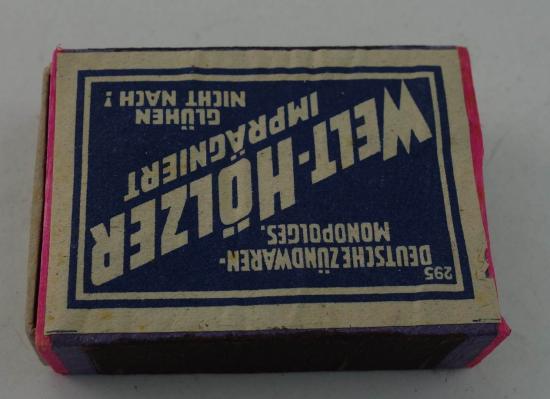 295
DEUTSCHE ZÜNDWAREN-
MONOPOLGES.
WELT-HÖLZER
IMPRÄGNIERT
GLÜHEN
NICHT NACH!